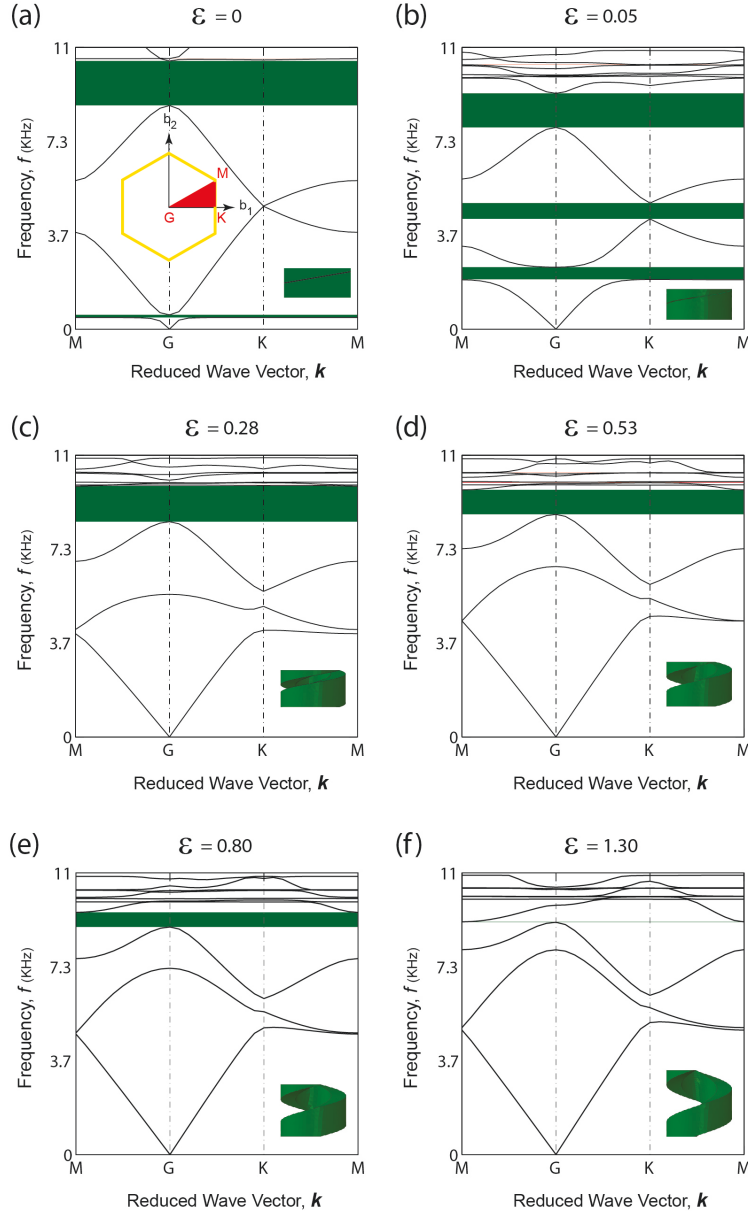 (a) ε = 0
11
7.3
3.7
0
Frequency, f (KHz)
b2
M
G
K
b1
M G K M
Reduced Wave Vector, k
(b) ε = 0.05
11
7.3
3.7
0
Frequency, f (KHz)
M G K M
Reduced Wave Vector, k
(c) ε = 0.28
11
7.3
3.7
0
Frequency, f (KHz)
M G K M
Reduced Wave Vector, k
(d) ε = 0.53
11
7.3
3.7
0
Frequency, f (KHz)
M G K M
Reduced Wave Vector, k
(e) ε = 0.80
11
7.3
3.7
0
Frequency, f (KHz)
M G K M
Reduced Wave Vector, k
(f) ε = 1.30
11
7.3
3.7
0
Frequency, f (KHz)
M G K M
Reduced Wave Vector, k